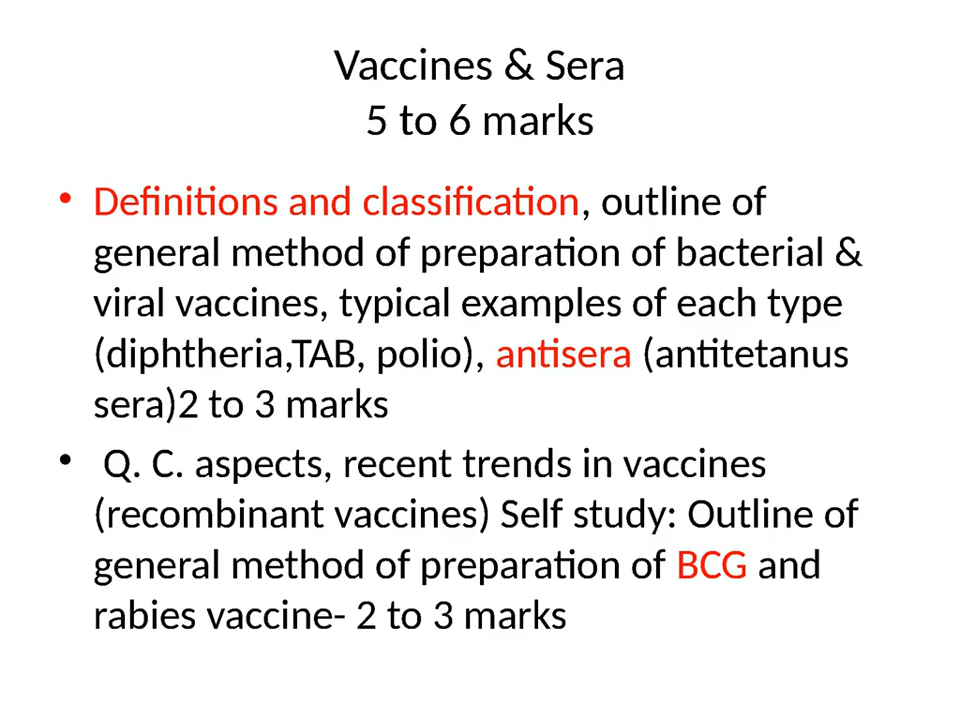 Vaccines & Sera
5 to 6 marks
• Definitions and classification, outline of
general method of preparation of bacterial &
viral vaccines, typical examples of each type
(diphtheria,TAB, polio), antisera (antitetanus
sera)2 to 3 marks
• Q. C. aspects, recent trends in vaccines
(recombinant vaccines) Self study: Outline of
general method of preparation of BCG and
rabies vaccine- 2 to 3 marks